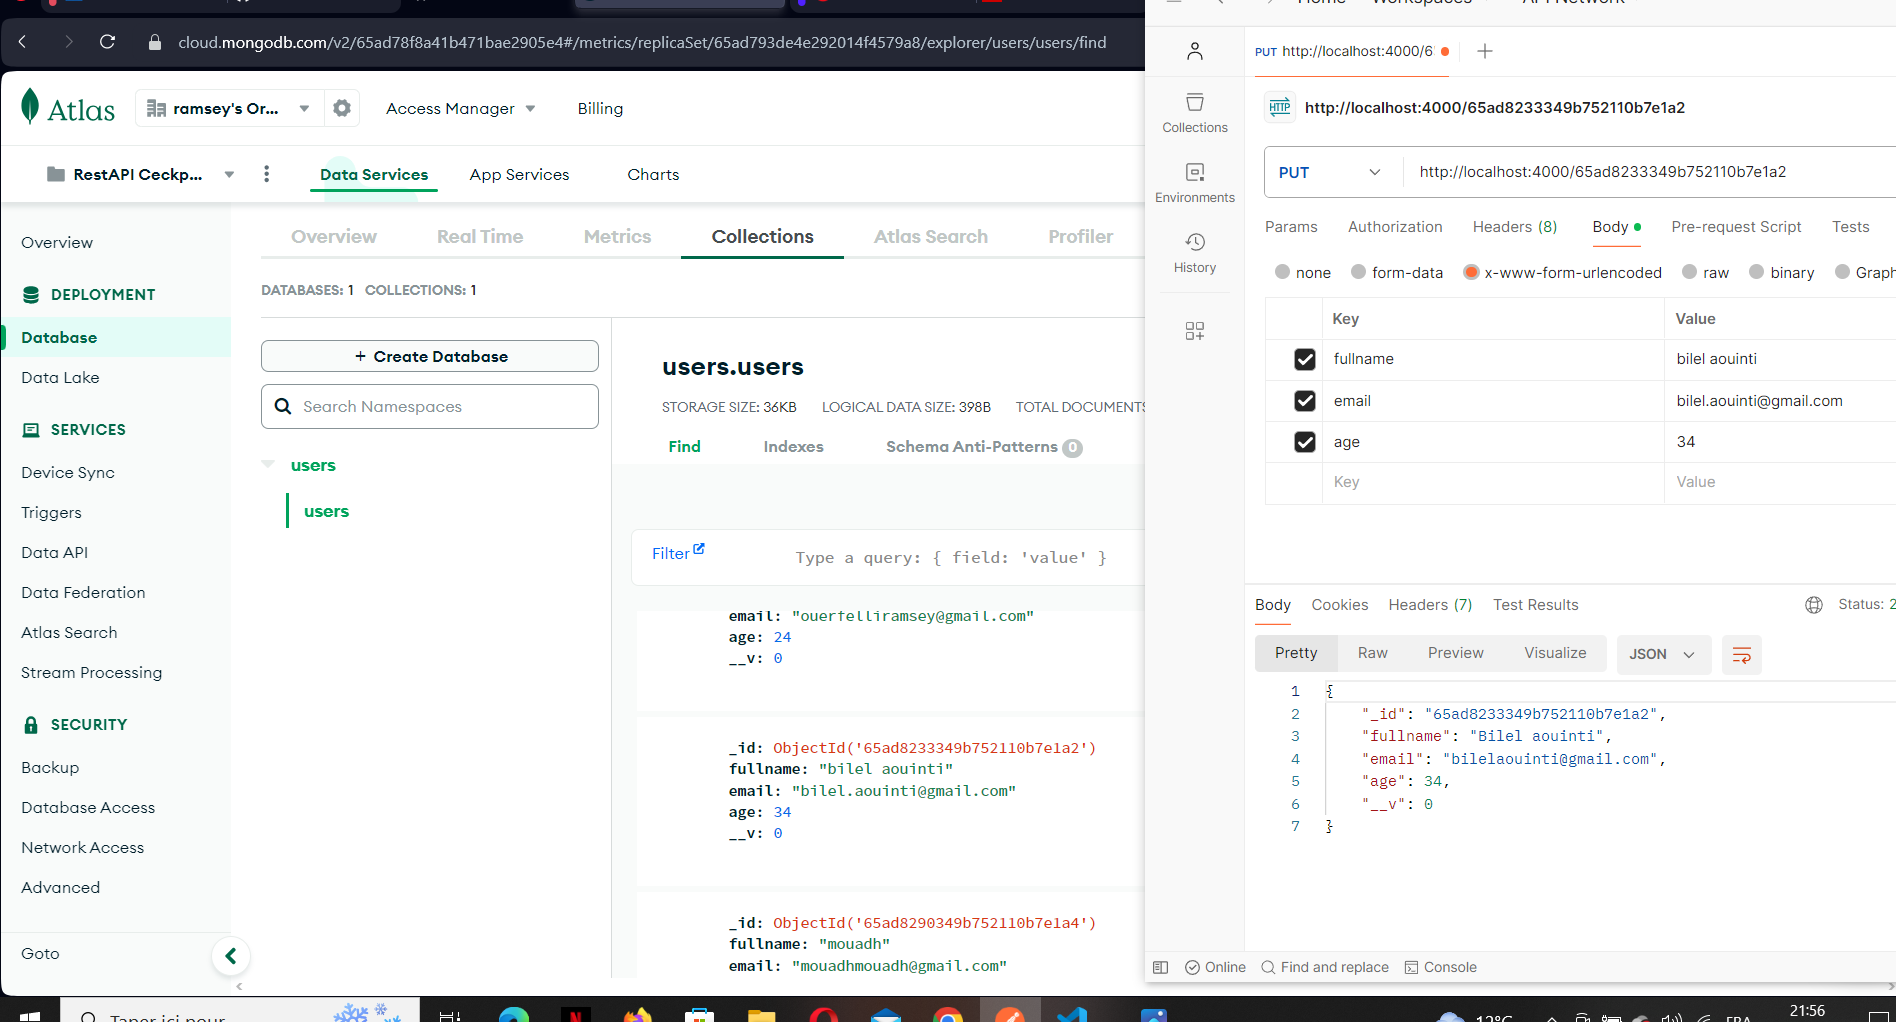 cloud.mongodb.com/v2/65ad78f8a41b471bae2905e4#/metrics/replicaSet/65ad793de4e292014f4579a8/explorer/users/users/find
Atlas
ramsey's Or...
Access Manager
Billing
RestAPI Ceckp...
Data Services
App Services
Charts
Overview
DEPLOYMENT
Database
Data Lake
SERVICES
Device Sync
Triggers
Data API
Data Federation
Atlas Search
Stream Processing
SECURITY
Backup
Database Access
Network Access
Advanced
Goto
Overview
Real Time
Metrics
Collections
Atlas Search
Profiler
DATABASES: 1 COLLECTIONS: 1
+ Create Database
Search Namespaces
users
users
users.users
STORAGE SIZE: 36KB LOGICAL DATA SIZE: 398B TOTAL DOCUMENTS
Find
Indexes
Schema Anti-Patterns 0
Filter
Type a query: { field: 'value' }
email: "ouerfelliramsey@gmail.com"
age: 24
__v: 0
_id: ObjectId('65ad8233349b752110b7e1a2')
fullname: "bilel aouinti"
email: "bilel.aouinti@gmail.com"
age: 34
__v: 0
_id: ObjectId('65ad8290349b752110b7e1a4')
fullname: "mouadh"
email: "mouadhmouadh@gmail.com"
Home Workspaces API Network
PUT http://localhost:4000/6
Collections
Environments
History
HTTP http://localhost:4000/65ad8233349b752110b7e1a2
PUT http://localhost:4000/65ad8233349b752110b7e1a2
Params Authorization Headers (8) Body Pre-request Script Tests
none form-data x-www-form-urlencoded raw binary Graph
Key Value
fullname bilel aouinti
email bilel.aouinti@gmail.com
age 34
Key Value
Body Cookies Headers (7) Test Results Status: 2
Pretty Raw Preview Visualize JSON
1 {
2 "_id": "65ad8233349b752110b7e1a2",
3 "fullname": "Bilel aouinti",
4 "email": "bilelaouinti@gmail.com",
5 "age": 34,
6 "__v": 0
7 }
Online Find and replace Console
Taper ici pour
12°C
FRA
21:56